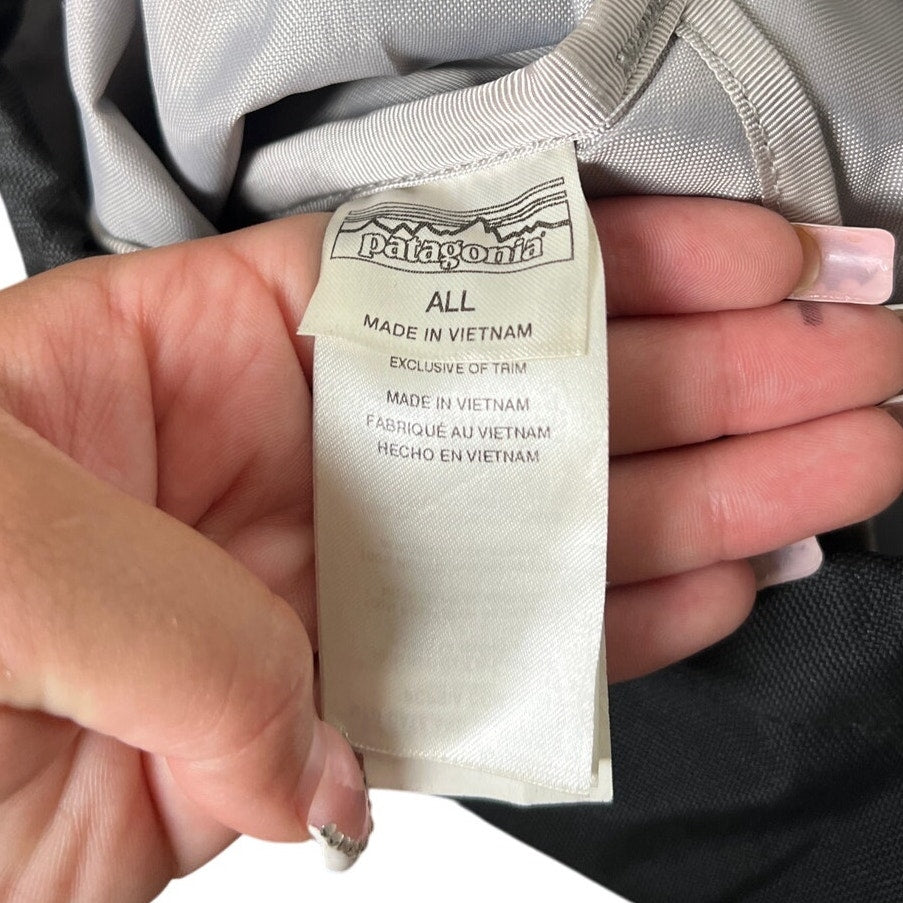 patagonia
ALL
MADE IN VIETNAM
EXCLUSIVE OF TRIM
MADE IN VIETNAM
FABRIQUÉ AU VIETNAM
HECHO EN VIETNAM